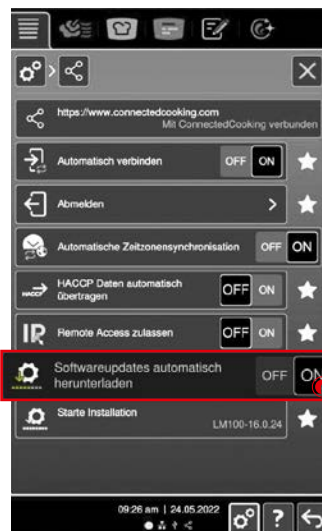 https://www.connectedcooking.com
Mit ConnectedCooking verbunden
Automatisch verbinden OFF ON
Abmelden
Automatische Zeitzonensynchronisation OFF ON
HACCP HACCP Daten automatisch
übertragen OFF ON
IR Remote Access zulassen OFF ON
Softwareupdates automatisch
herunterladen OFF ON
Starte Installation
LM100-16.0.24
09:26 am | 24.05.2022
?